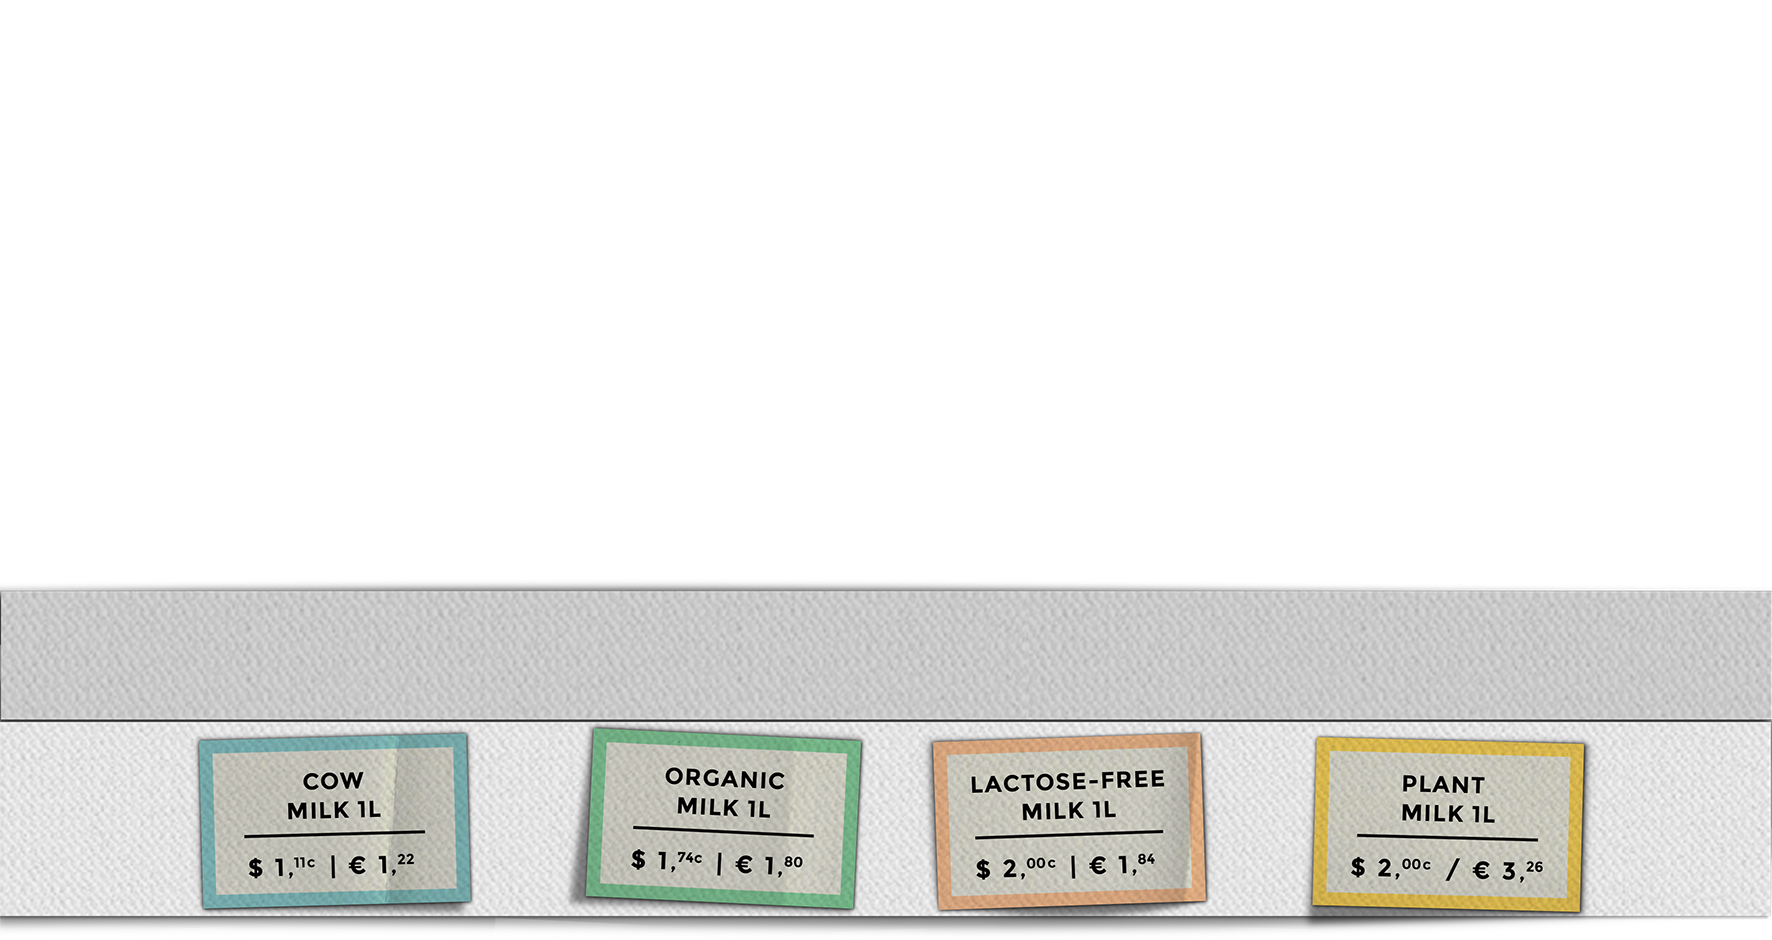 COW
MILK 1L
$ 1,11c | € 1,22
ORGANIC
MILK 1L
$ 1,74c | € 1,80
LACTOSE-FREE
MILK 1L
$ 2,00c | € 1,84
PLANT
MILK 1L
$ 2,00c / € 3,26